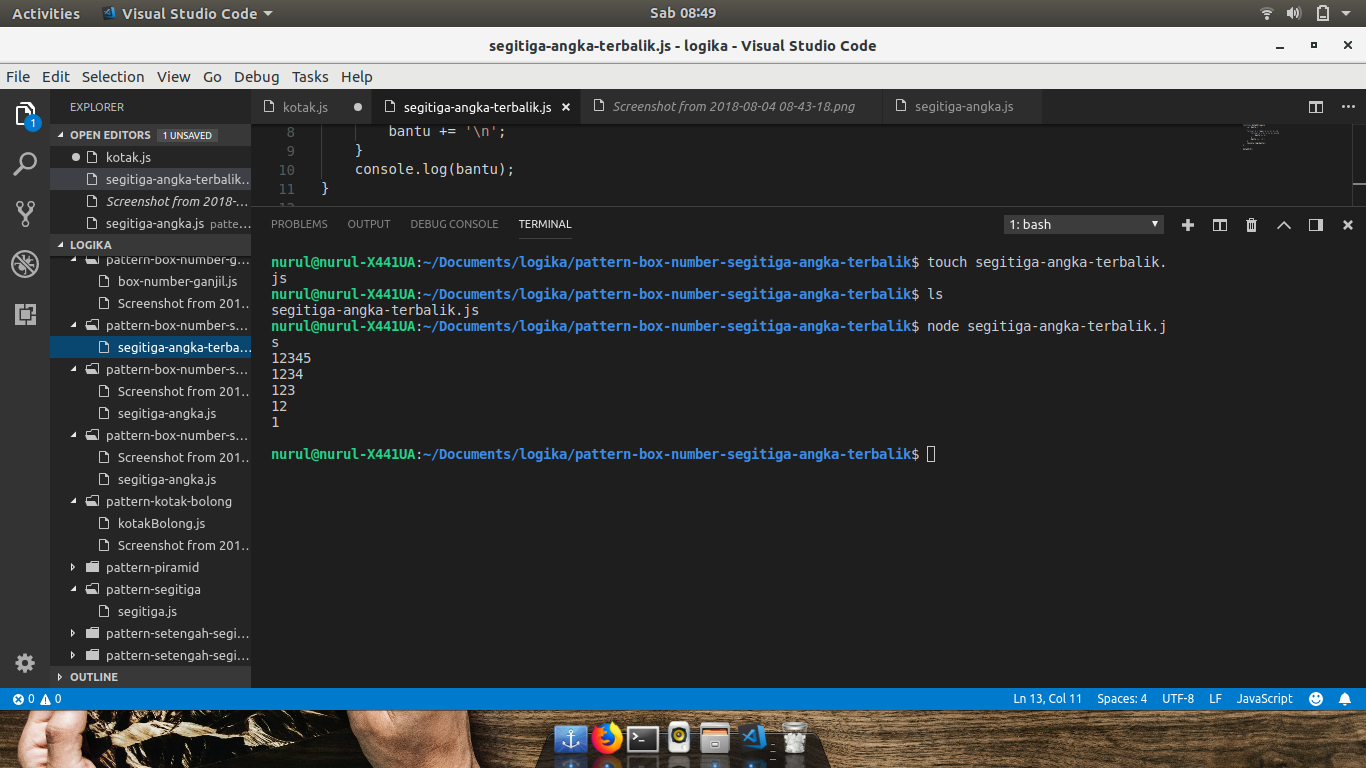 Activities Visual Studio Code Sab 08:49
segitiga-angka-terbalik.js - logika - Visual Studio Code
File Edit Selection View Go Debug Tasks Help
EXPLORER
OPEN EDITORS 1 UNSAVED
kotak.js
segitiga-angka-terbalik...
Screenshot from 2018-...
segitiga-angka.js patte...
LOGIKA
pattern-box-number-g...
box-number-ganjil.js
Screenshot from 201...
pattern-box-number-s...
segitiga-angka-terba...
pattern-box-number-s...
Screenshot from 201...
segitiga-angka.js
pattern-box-number-s...
Screenshot from 201...
segitiga-angka.js
pattern-kotak-bolong
kotakBolong.js
Screenshot from 201...
pattern-piramid
pattern-segitiga
segitiga.js
pattern-setengah-segi...
pattern-setengah-segi...
OUTLINE
1
kotak.js segitiga-angka-terbalik.js Screenshot from 2018-08-04 08-43-18.png segitiga-angka.js
8 bantu += '\n';
9 }
10 console.log(bantu);
11 }
12
PROBLEMS OUTPUT DEBUG CONSOLE TERMINAL 1: bash
nurul@nurul-X441UA:~/Documents/logika/pattern-box-number-segitiga-angka-terbalik$ touch segitiga-angka-terbalik.
js
nurul@nurul-X441UA:~/Documents/logika/pattern-box-number-segitiga-angka-terbalik$ ls
segitiga-angka-terbalik.js
nurul@nurul-X441UA:~/Documents/logika/pattern-box-number-segitiga-angka-terbalik$ node segitiga-angka-terbalik.j
s
12345
1234
123
12
1
nurul@nurul-X441UA:~/Documents/logika/pattern-box-number-segitiga-angka-terbalik$
0 0 Ln 13, Col 11 Spaces: 4 UTF-8 LF JavaScript